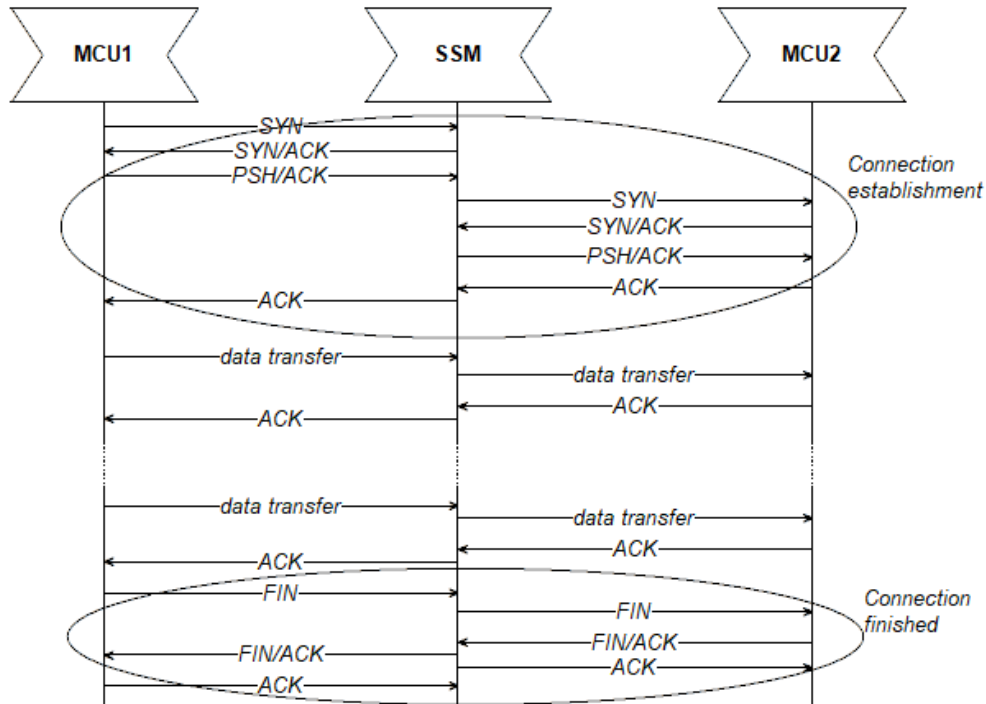 MCU1 SSM MCU2
SYN
SYN/ACK
PSH/ACK
Connection
establishment
SYN
SYN/ACK
PSH/ACK
ACK
ACK
data transfer
data transfer
ACK
ACK
data transfer
data transfer
ACK
ACK
FIN
Connection
finished
FIN
FIN/ACK
FIN/ACK
ACK
ACK